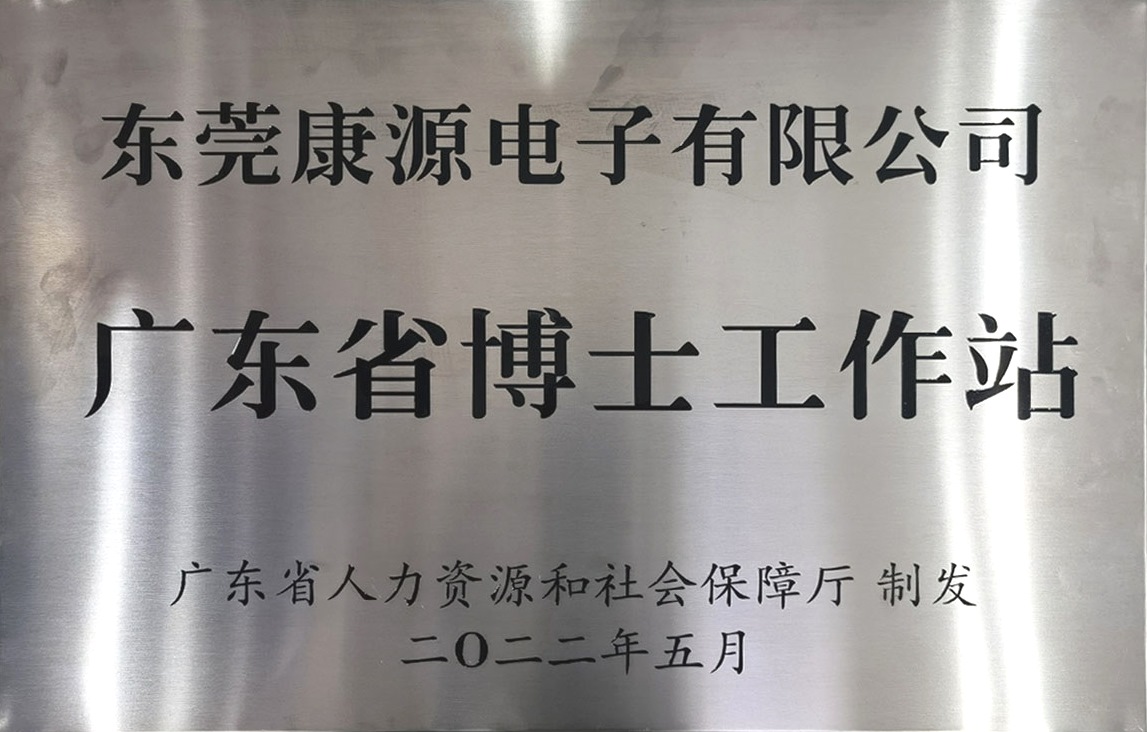 东莞康源电子有限公司
广东省博士工作站
广东省人力资源和社会保障厅 制发
二〇二二年五月